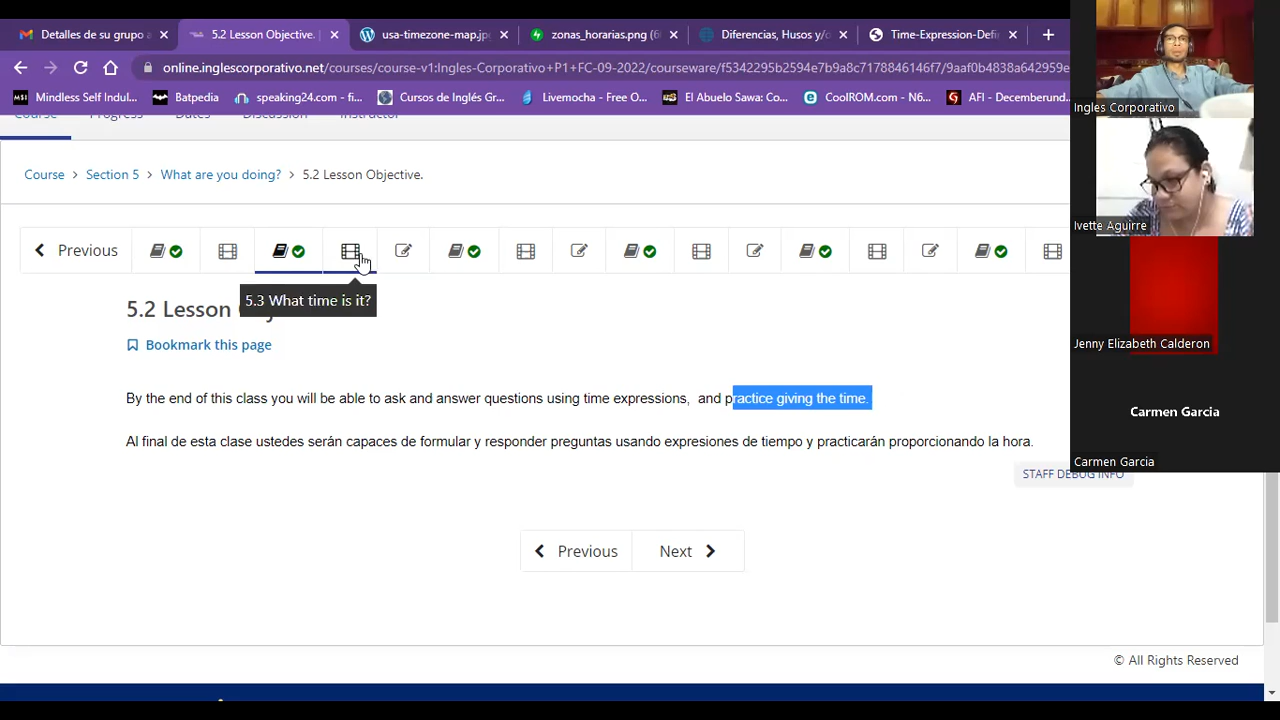 Detalles de su grupo a
5.2 Lesson Objective. |
usa-timezone-map.jp
zonas_horarias.png (6
Diferencias, Husos y/o
Time-Expression-Defi
online.inglescorporativo.net/courses/course-v1:Ingles-Corporativo+P1+FC-09-2022/courseware/f5342295b2594e7b9a8c7178846146f7/9aaf0b4838a642959e
Mindless Self Indul...
Batpedia
speaking24.com - fi...
Cursos de Inglés Gr...
Livemocha - Free O...
El Abuelo Sawa: Co...
CoolROM.com - N6...
AFI - Decemberund
Course
Progress
Dates
Discussion
Instructor
Course > Section 5 > What are you doing? > 5.2 Lesson Objective.
Previous
5.3 What time is it?
5.2 Lesson
Bookmark this page
By the end of this class you will be able to ask and answer questions using time expressions, and practice giving the time.
Al final de esta clase ustedes serán capaces de formular y responder preguntas usando expresiones de tiempo y practicarán proporcionando la hora.
STAFF DEBUG INFO
Previous
Next
© All Rights Reserved
Ingles Corporativo
Ivette Aguirre
Jenny Elizabeth Calderon
Carmen Garcia
Carmen Garcia